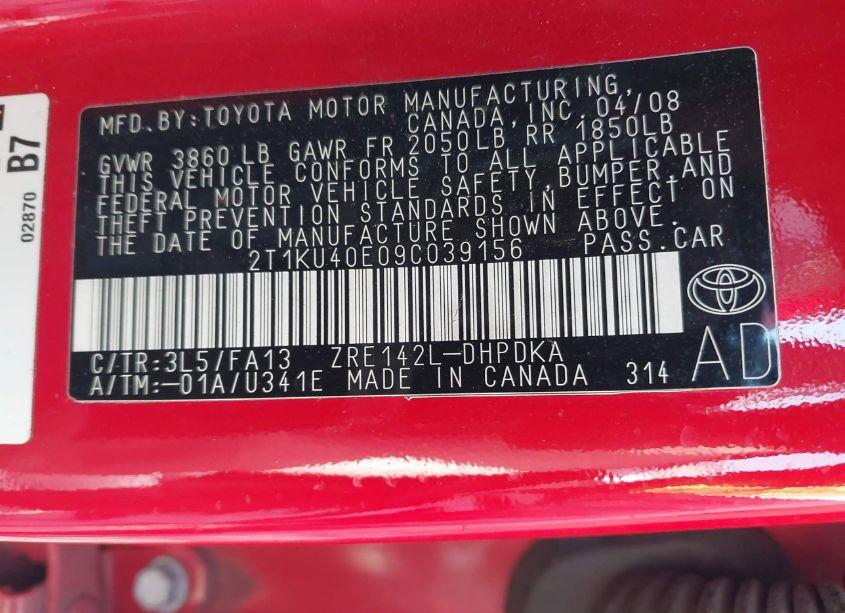 MFD.BY:TOYOTA MOTOR MANUFACTURING,
CANADA,INC. 04/08
GVWR 3860 LB GAWR FR 2050LB RR 1850LB
THIS VEHICLE CONFORMS TO ALL APPLICABLE
FEDERAL MOTOR VEHICLE SAFETY,BUMPER,AND
THEFT PREVENTION STANDARDS IN EFFECT ON
THE DATE OF MANUFACTURE SHOWN ABOVE.
2T1KU40E09C039156 PASS.CAR
C/TR:3L5/FA13 ZRE142L-DHPDKA
A/TM:-01A/U341E MADE IN CANADA 314
AD
02870
B7